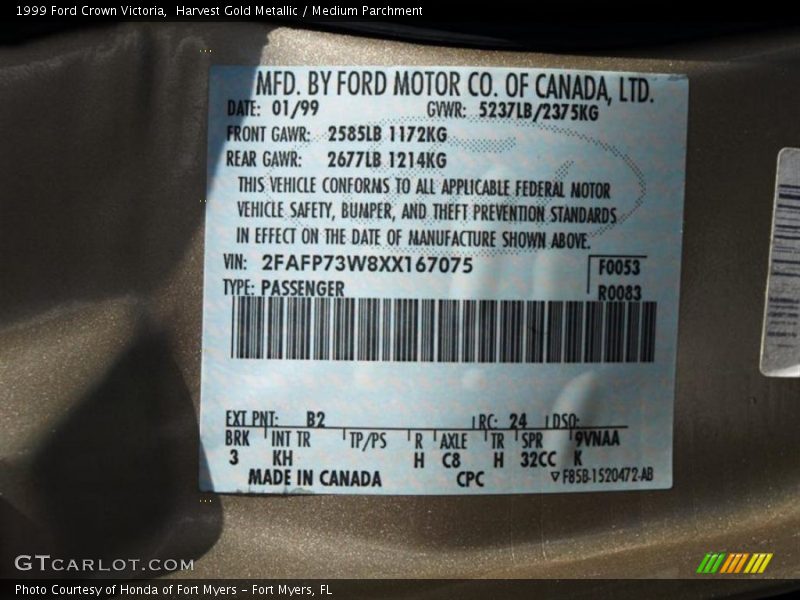 1999 Ford Crown Victoria, Harvest Gold Metallic / Medium Parchment
MFD. BY FORD MOTOR CO. OF CANADA, LTD.
DATE: 01/99 GVWR: 5237LB/2375KG
FRONT GAWR: 2585LB 1172KG
REAR GAWR: 2677LB 1214KG
THIS VEHICLE CONFORMS TO ALL APPLICABLE FEDERAL MOTOR
VEHICLE SAFETY, BUMPER, AND THEFT PREVENTION STANDARDS
IN EFFECT ON THE DATE OF MANUFACTURE SHOWN ABOVE.
VIN: 2FAFP73W8XX167075 F0053
TYPE: PASSENGER R0083
EXT PNT: B2 RC: 24 DSO:
BRK INT TR TP/PS R AXLE TR SPR 9VNAA
3 KH H C8 H 32CC K
MADE IN CANADA CPC ▽F85B-1520472-AB
GTCARLOT.COM
Photo Courtesy of Honda of Fort Myers - Fort Myers, FL